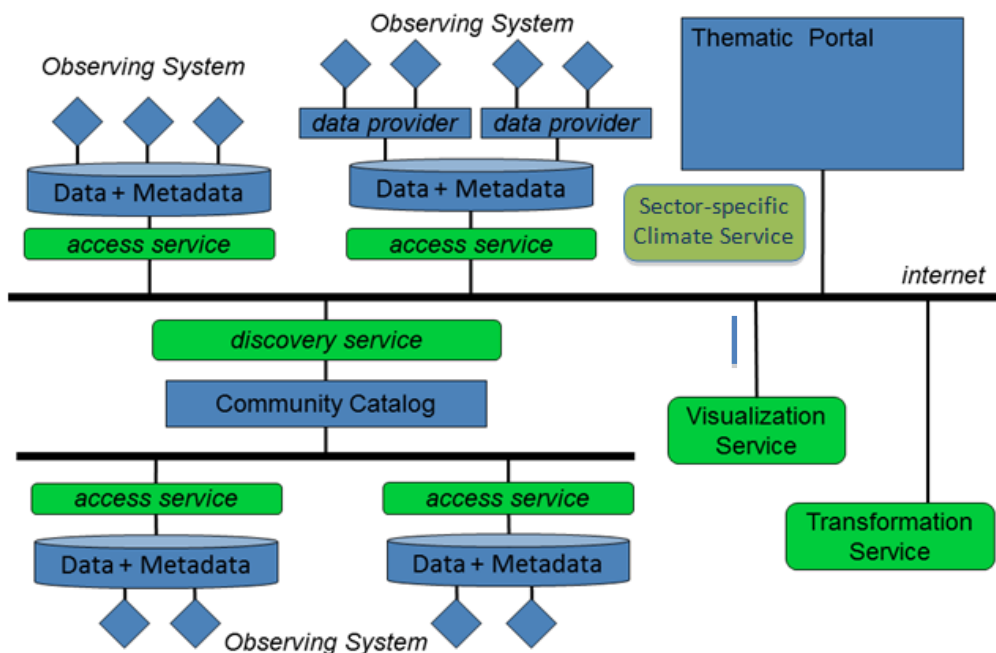 Observing System
Observing System
Thematic Portal
data provider
data provider
Data + Metadata
Data + Metadata
Sector-specific
Climate Service
access service
access service
internet
discovery service
Community Catalog
Visualization
Service
access service
access service
Transformation
Service
Data + Metadata
Data + Metadata
Observing System